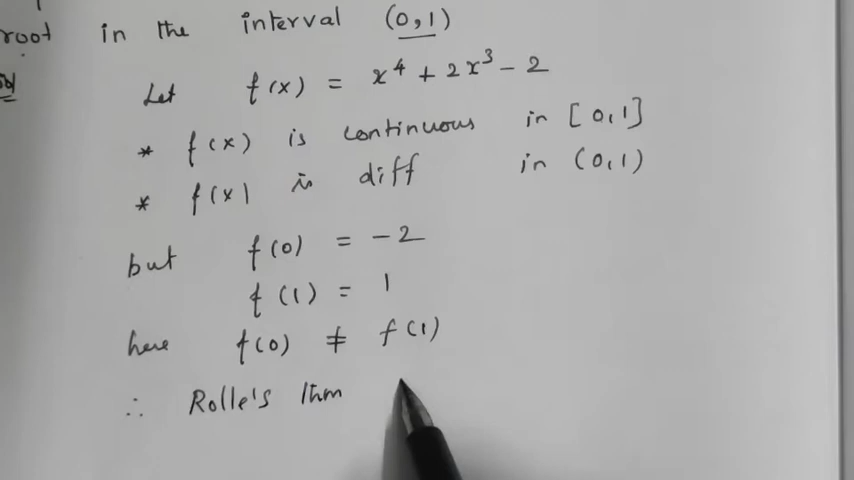 root in the interval (0,1)
Let f(x) = x⁴ + 2x³ - 2
* f(x) is continuous in [0,1]
* f(x) is diff in (0,1)
but f(0) = -2
f(1) = 1
here f(0) ≠ f(1)
∴ Rolle's thm